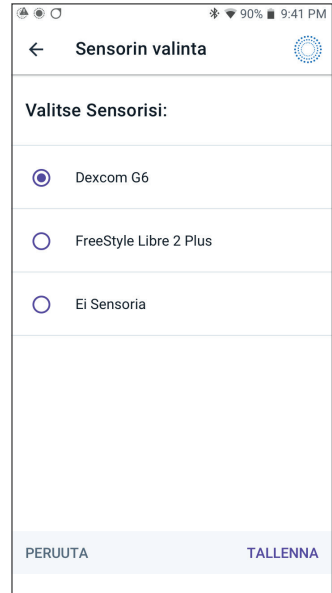 90% 9:41 PM
Sensorin valinta
Valitse Sensorisi:
Dexcom G6
FreeStyle Libre 2 Plus
Ei Sensoria
PERUUTA TALLENNA